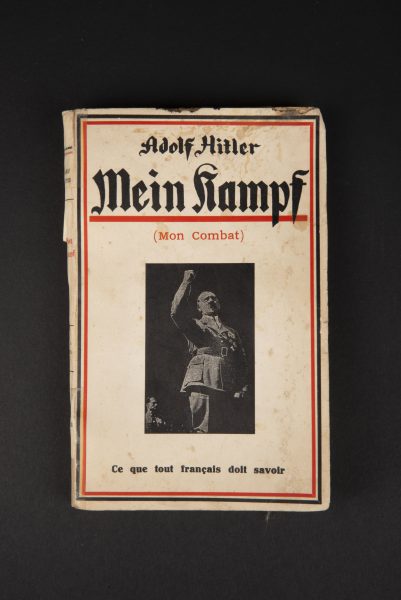 Adolf Hitler
Mein Kampf
(Mon Combat)
Ce que tout français doit savoir